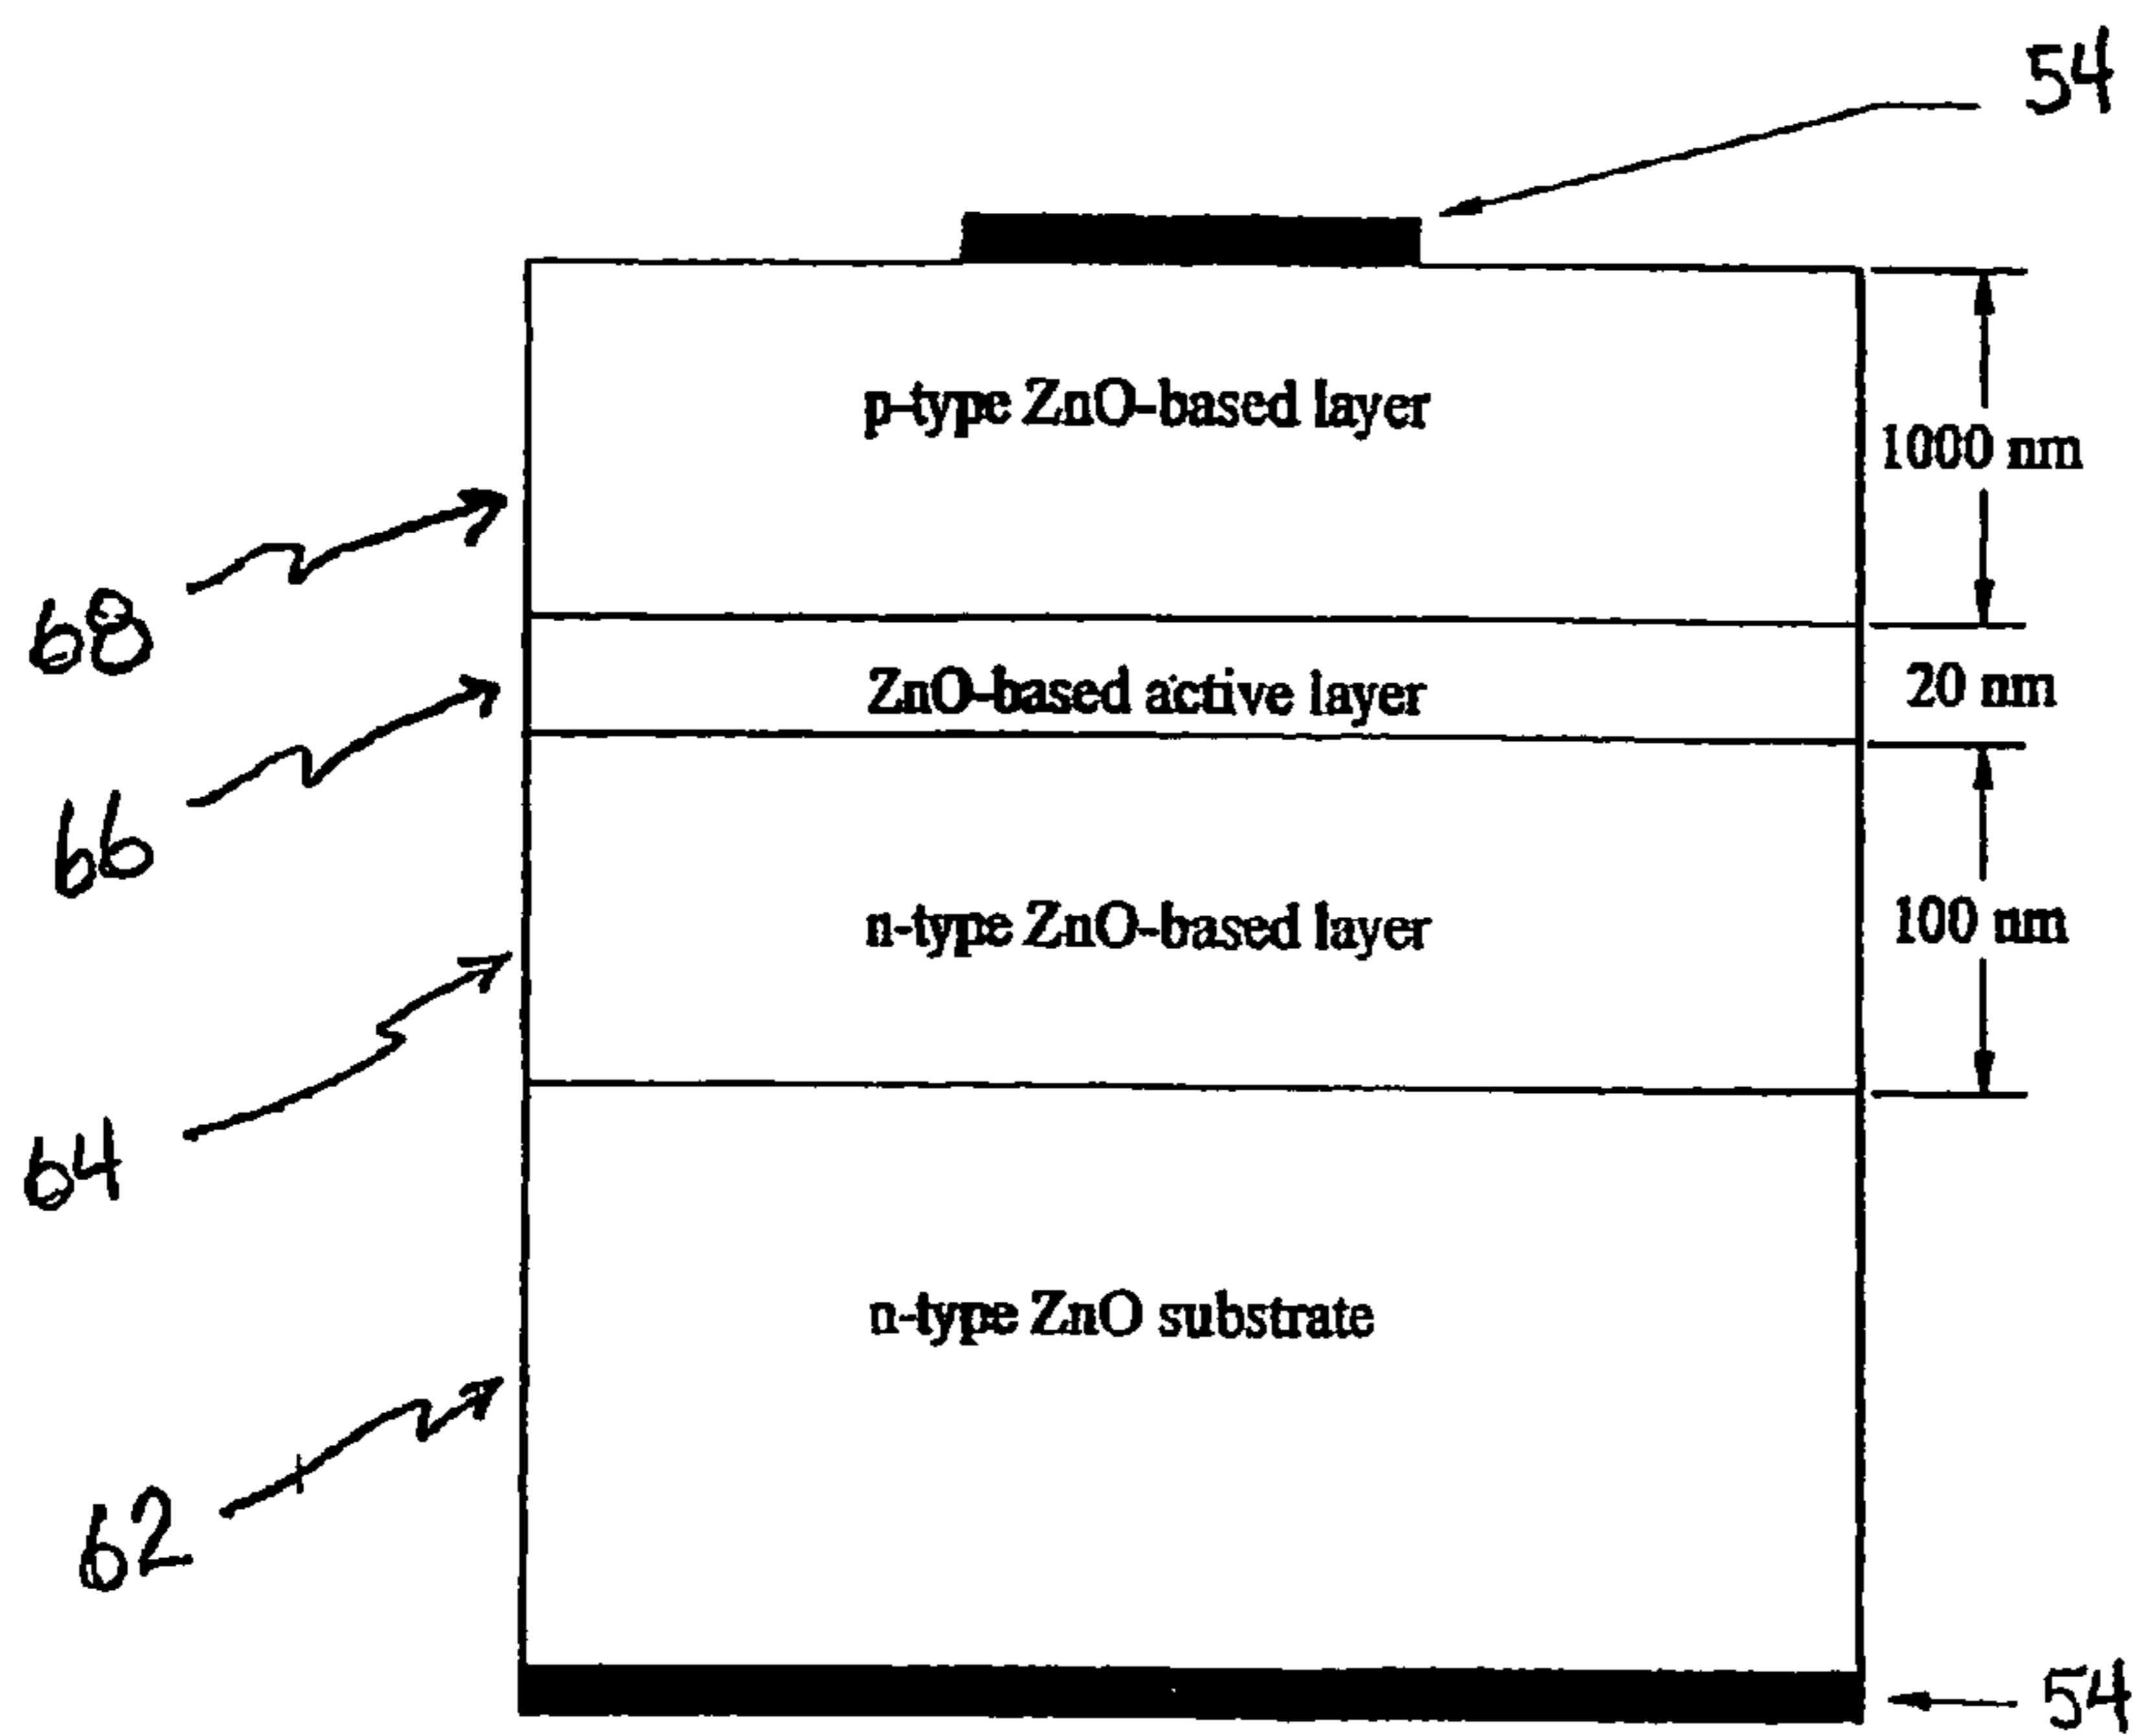 54
p-type ZnO-based layer
1000 nm
68
ZnO-based active layer
20 nm
66
n-type ZnO-based layer
100 nm
64
n-type ZnO substrate
62
54